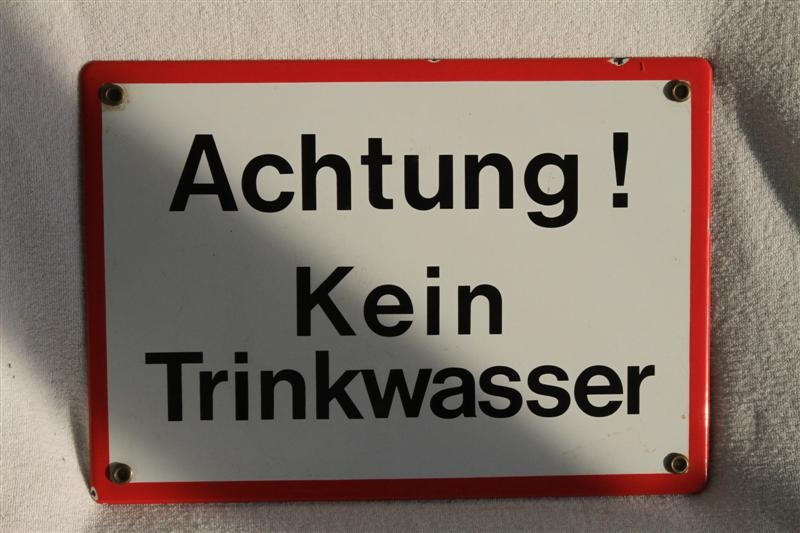 Achtung !
Kein
Trinkwasser